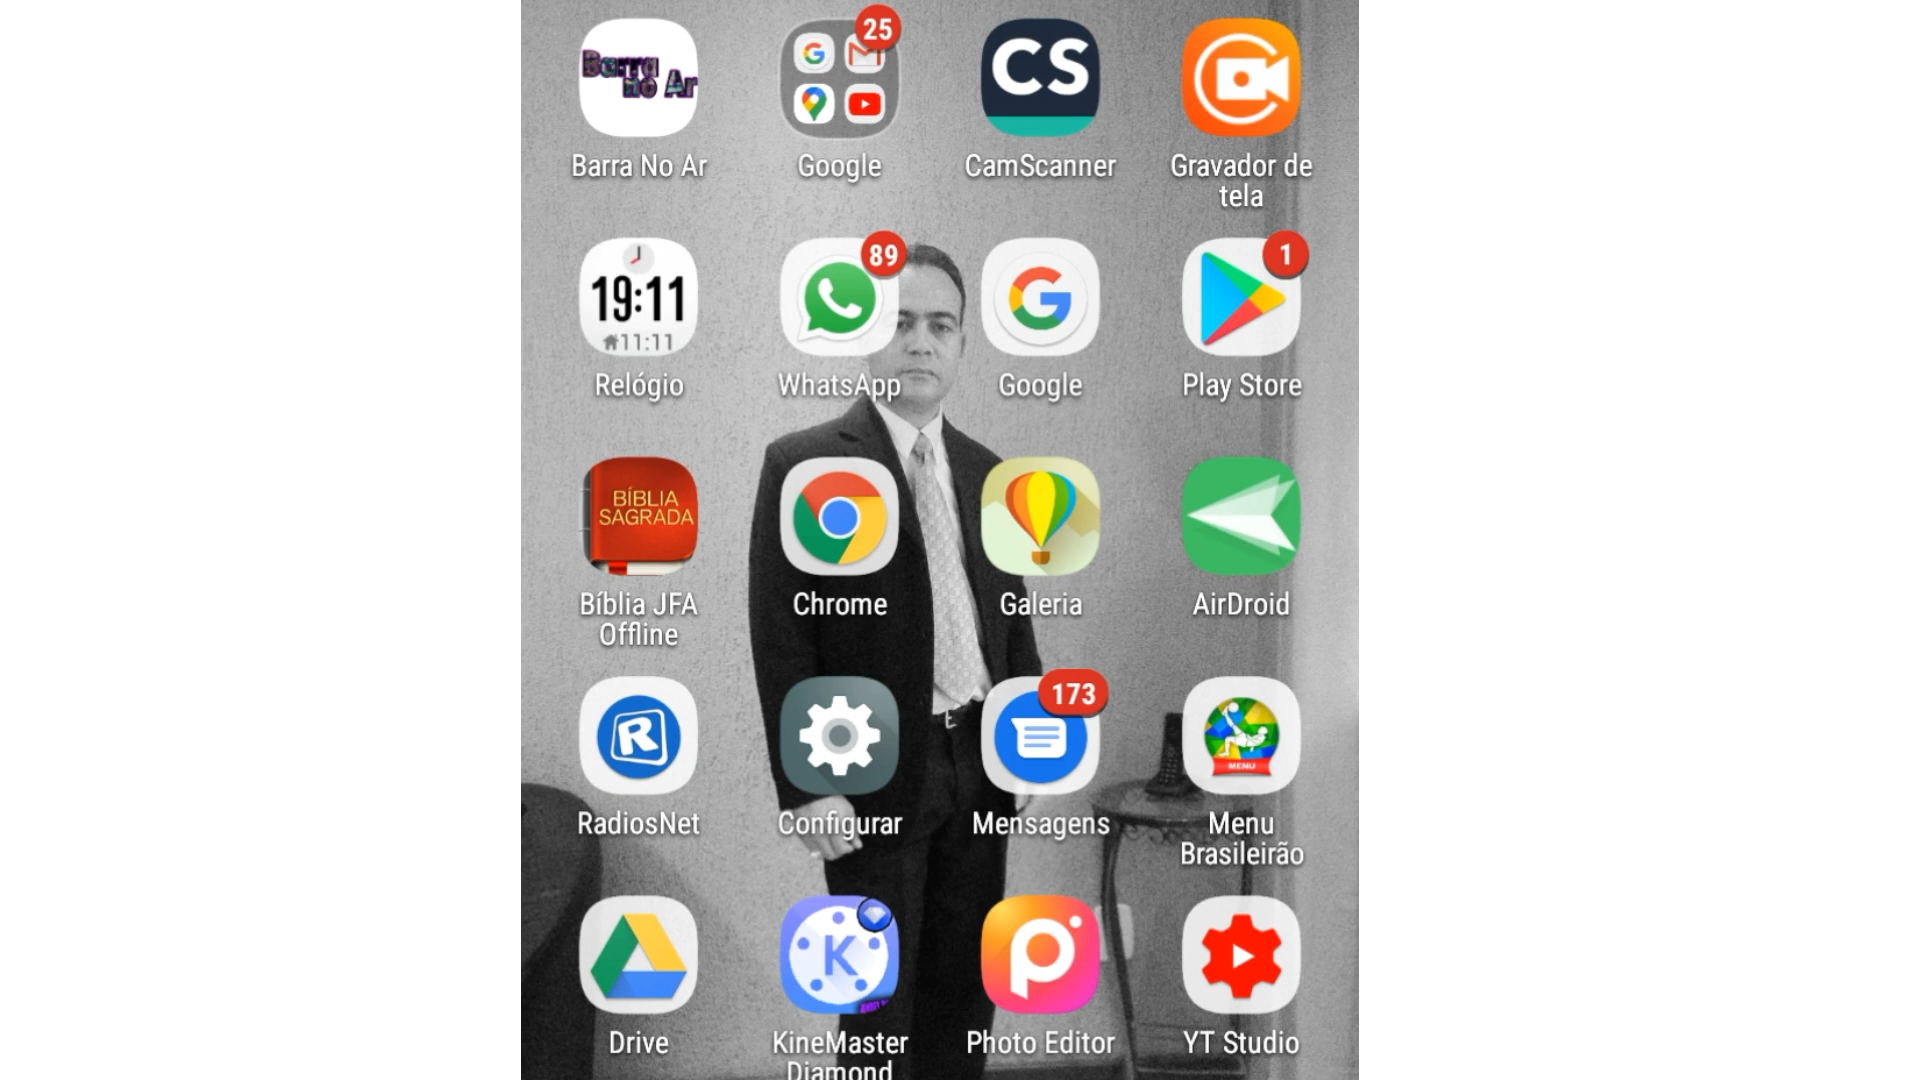 Barra
no Ar
25
CS
Barra No Ar
Google
CamScanner
Gravador de
tela
19:11
11:11
89
1
Relógio
WhatsApp
Google
Play Store
BÍBLIA
SAGRADA
Bíblia JFA
Offline
Chrome
Galeria
AirDroid
R
173
MENU
RadiosNet
Configurar
Mensagens
Menu
Brasileirão
K
Drive
KineMaster
Diamond
Photo Editor
YT Studio